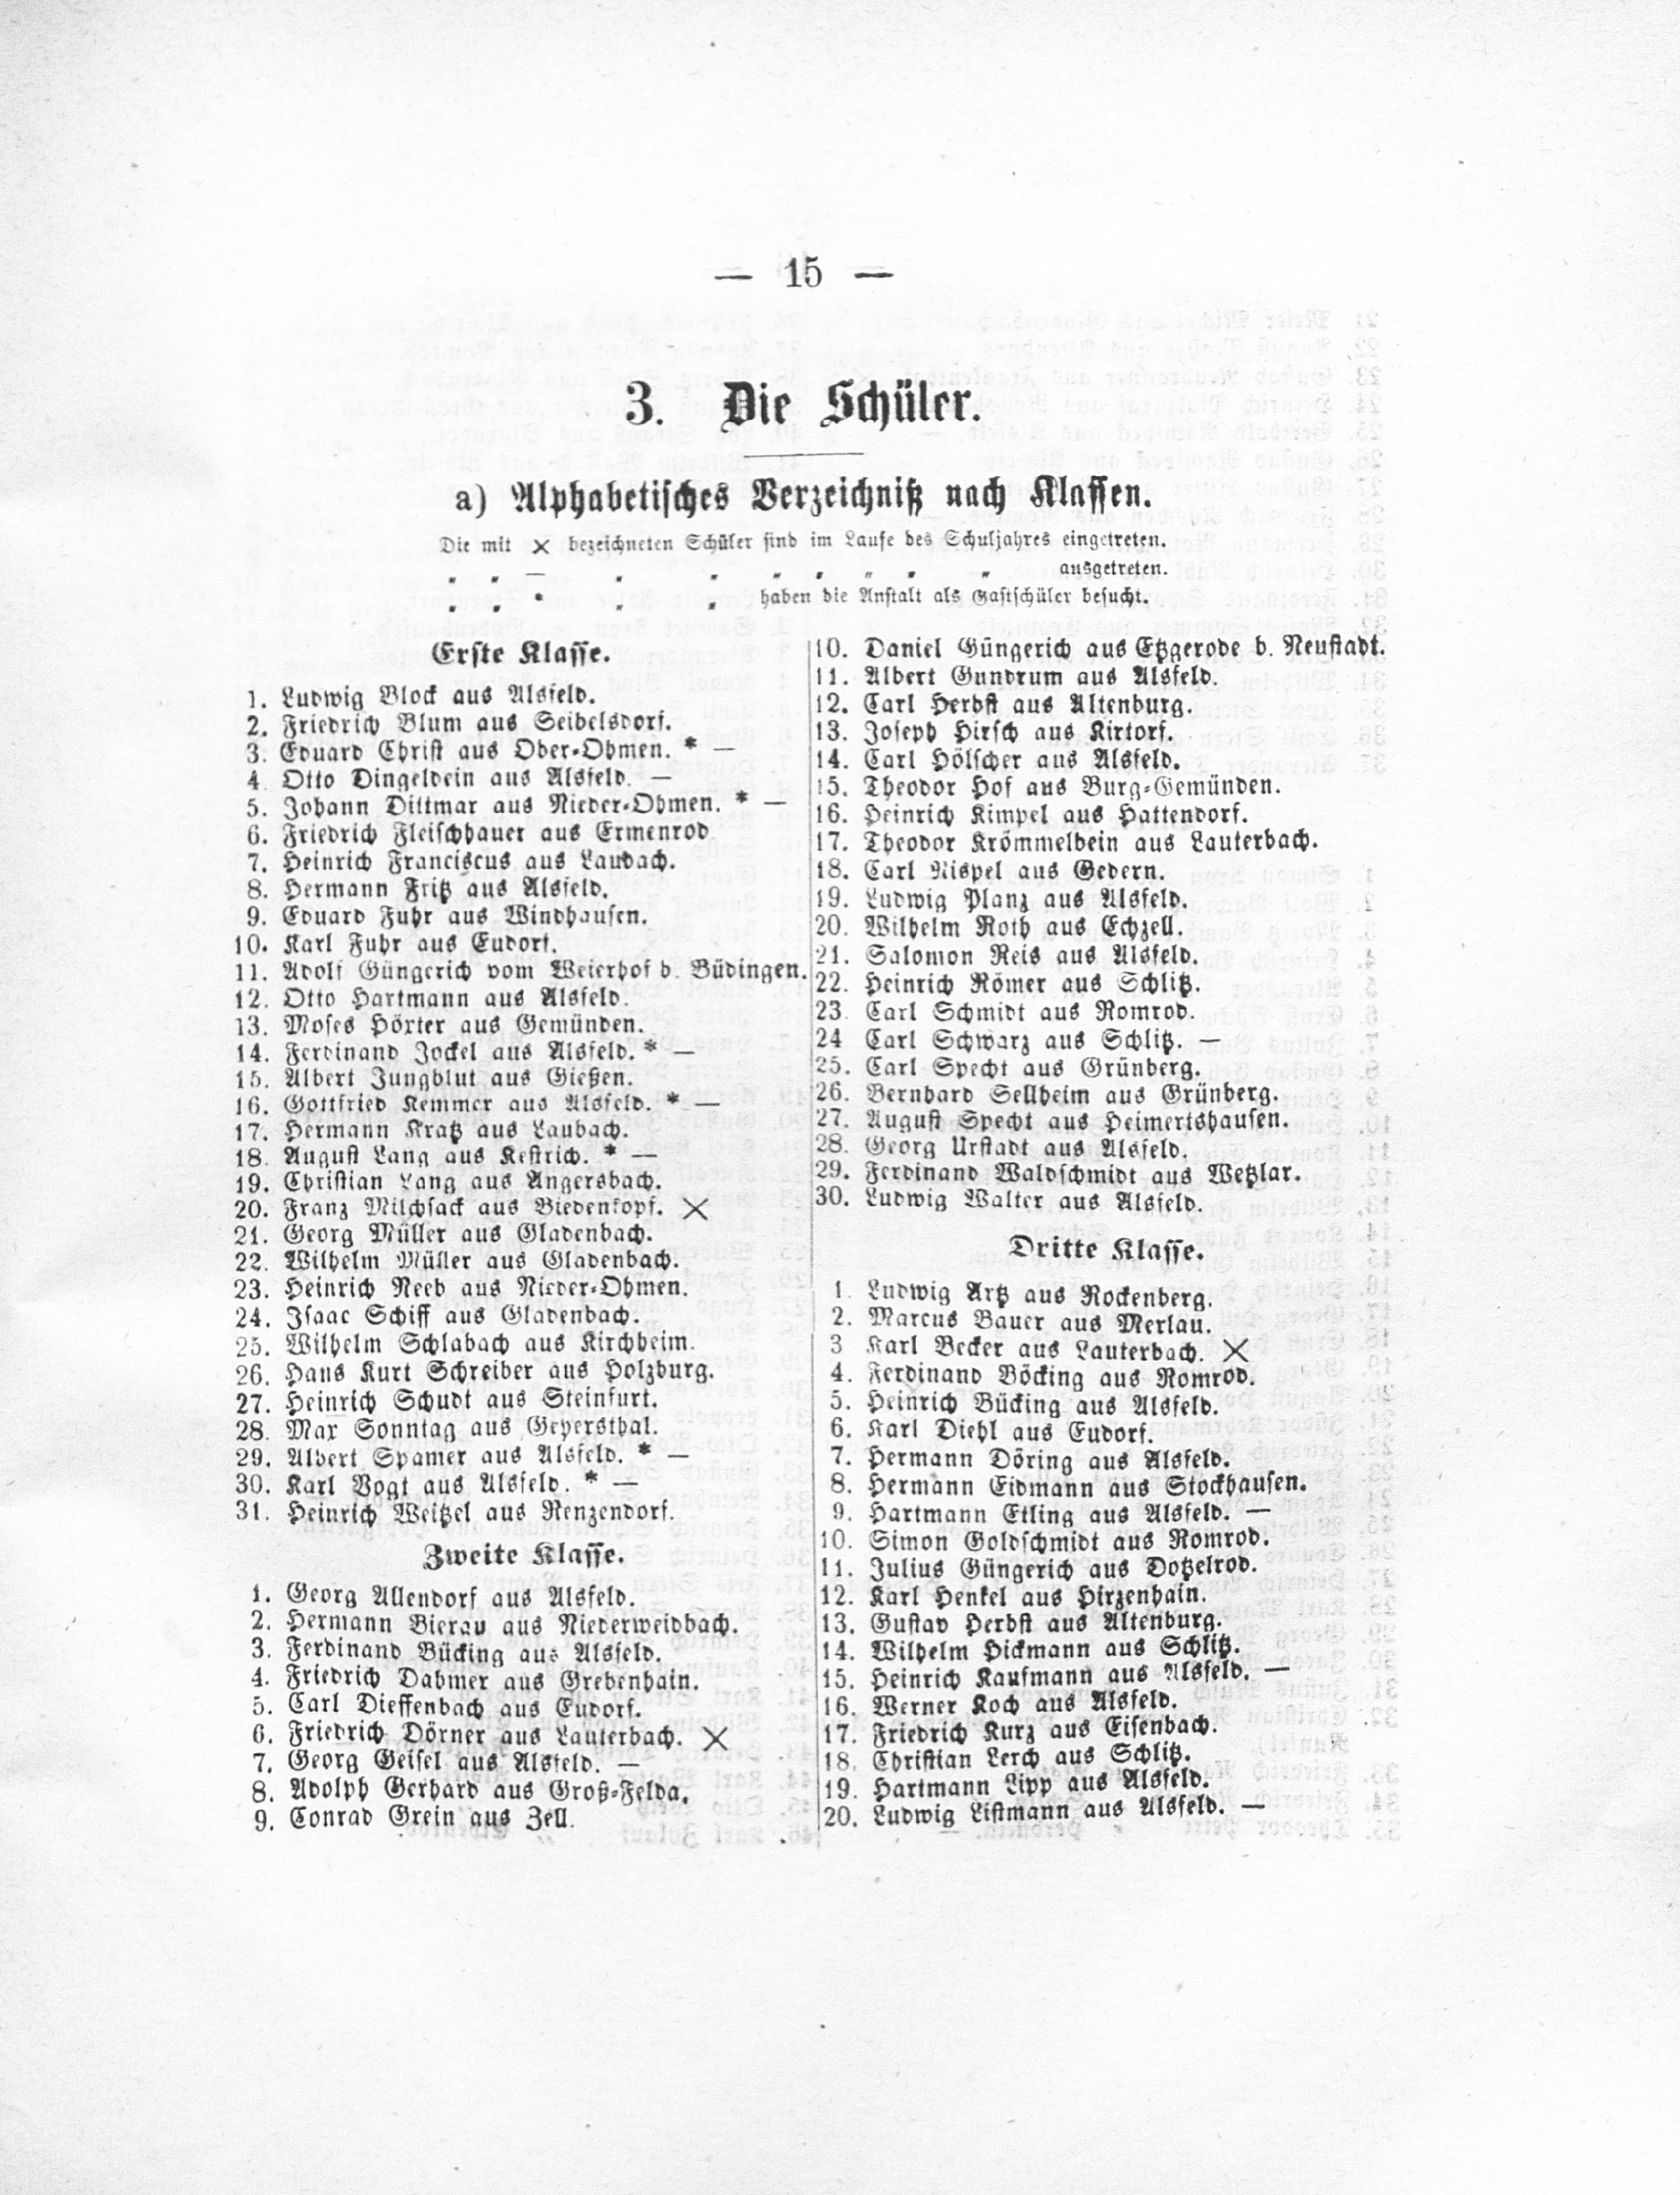 — 15 —
3. Die Schüler.
a) Alphabetisches Verzeichniß nach Klassen.
Die mit × bezeichneten Schüler sind im Laufe des Schuljahres eingetreten.
„ „ — „ „ „ „ „ „ „ ausgetreten.
„ „ * „ „ haben die Anstalt als Gastschüler besucht.
Erste Klasse.
1. Ludwig Block aus Alsfeld.
2. Friedrich Blum aus Seibelsdorf.
3. Eduard Christ aus Ober-Ohmen. * —
4. Otto Dingeldein aus Alsfeld. —
5. Johann Dittmar aus Nieder-Ohmen. * —
6. Friedrich Fleischhauer aus Ermenrod
7. Heinrich Franciscus aus Laubach.
8. Hermann Fritz aus Alsfeld.
9. Eduard Fuhr aus Windhausen.
10. Karl Fuhr aus Eudorf.
11. Adolf Güngerich vom Weierhof b. Büdingen.
12. Otto Hartmann aus Alsfeld.
13. Moses Hörter aus Gemünden.
14. Ferdinand Jockel aus Alsfeld. * —
15. Albert Jungblut aus Gießen.
16. Gottfried Kemmer aus Alsfeld. * —
17. Hermann Kratz aus Laubach.
18. August Lang aus Kestrich. * —
19. Christian Lang aus Angersbach.
20. Franz Milchsack aus Biedenkopf. ×
21. Georg Müller aus Gladenbach.
22. Wilhelm Müller aus Gladenbach.
23. Heinrich Reeb aus Nieder-Ohmen.
24. Isaac Schiff aus Gladenbach.
25. Wilhelm Schlabach aus Kirchheim.
26. Hans Kurt Schreiber aus Holzburg.
27. Heinrich Schudt aus Steinfurt.
28. Max Sonntag aus Geyersthal.
29. Albert Spamer aus Alsfeld. * —
30. Karl Vogt aus Alsfeld. * —
31. Heinrich Weitzel aus Renzendorf.
Zweite Klasse.
1. Georg Allendorf aus Alsfeld.
2. Hermann Bierau aus Niederweidbach.
3. Ferdinand Bücking aus Alsfeld.
4. Friedrich Dahmer aus Grebenhain.
5. Carl Dieffenbach aus Eudorf.
6. Friedrich Dörner aus Lauterbach. ×
7. Georg Geisel aus Alsfeld. —
8. Adolph Gerhard aus Groß-Felda.
9. Conrad Grein aus Zell.
10. Daniel Güngerich aus Etzgerode b. Neustadt.
11. Albert Gundrum aus Alsfeld.
12. Carl Herbst aus Altenburg.
13. Joseph Hirsch aus Kirtorf.
14. Carl Hölscher aus Alsfeld.
15. Theodor Hof aus Burg-Gemünden.
16. Heinrich Kimpel aus Hattendorf.
17. Theodor Krömmelbein aus Lauterbach.
18. Carl Nispel aus Gedern.
19. Ludwig Planz aus Alsfeld.
20. Wilhelm Roth aus Echzell.
21. Salomon Reis aus Alsfeld.
22. Heinrich Römer aus Schlitz.
23. Carl Schmidt aus Romrod.
24 Carl Schwarz aus Schlitz. —
25. Carl Specht aus Grünberg.
26. Bernhard Sellheim aus Grünberg.
27. August Specht aus Heimertshausen.
28. Georg Urstadt aus Alsfeld.
29. Ferdinand Waldschmidt aus Wetzlar.
30. Ludwig Walter aus Alsfeld.
Dritte Klasse.
1. Ludwig Artz aus Rockenberg.
2. Marcus Bauer aus Merlau.
3 Karl Becker aus Lauterbach. ×
4. Ferdinand Böcking aus Romrod.
5. Heinrich Bücking aus Alsfeld.
6. Karl Diehl aus Eudorf.
7. Hermann Döring aus Alsfeld.
8. Hermann Eidmann aus Stockhausen.
9. Hartmann Etling aus Alsfeld. —
10. Simon Goldschmidt aus Romrod.
11. Julius Güngerich aus Dotzelrod.
12. Karl Henkel aus Hirzenhain.
13. Gustav Herbst aus Altenburg.
14. Wilhelm Hickmann aus Schlitz.
15. Heinrich Kaufmann aus Alsfeld. —
16. Werner Koch aus Alsfeld.
17. Friedrich Kurz aus Eisenbach.
18. Christian Lerch aus Schlitz.
19. Hartmann Lipp aus Alsfeld.
20. Ludwig Listmann aus Alsfeld. —